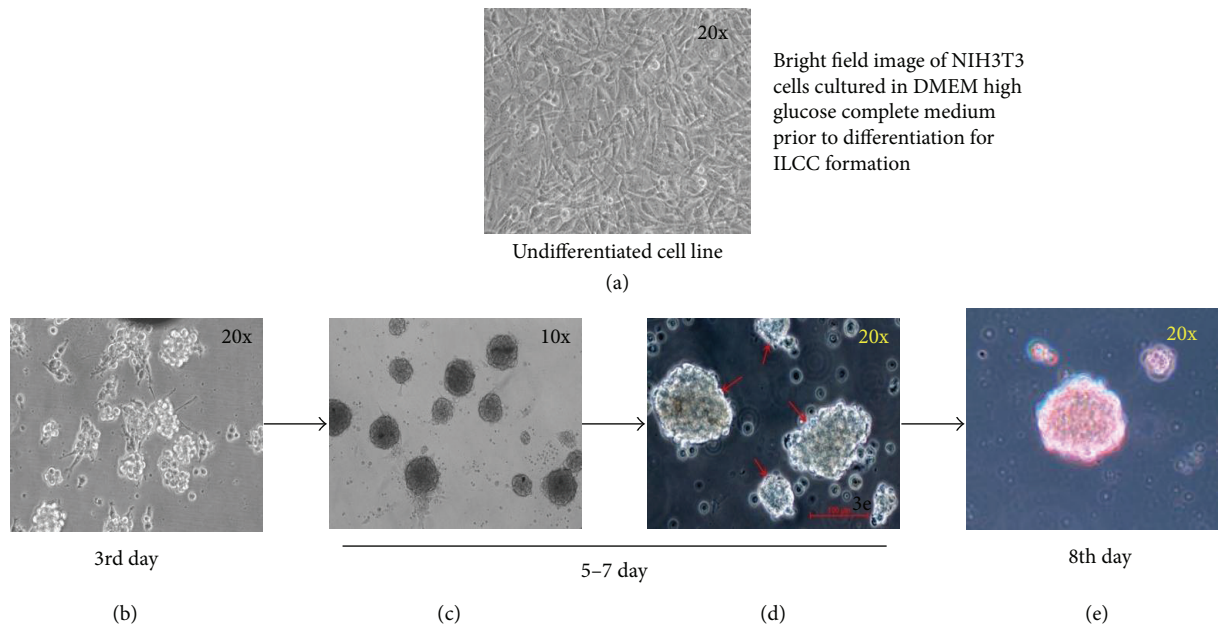 20x
Bright field image of NIH3T3
cells cultured in DMEM high
glucose complete medium
prior to differentiation for
ILCC formation
Undifferentiated cell line
(a)
20x
10x
20x
20x
3e
3rd day
5–7 day
8th day
(b)
(c)
(d)
(e)